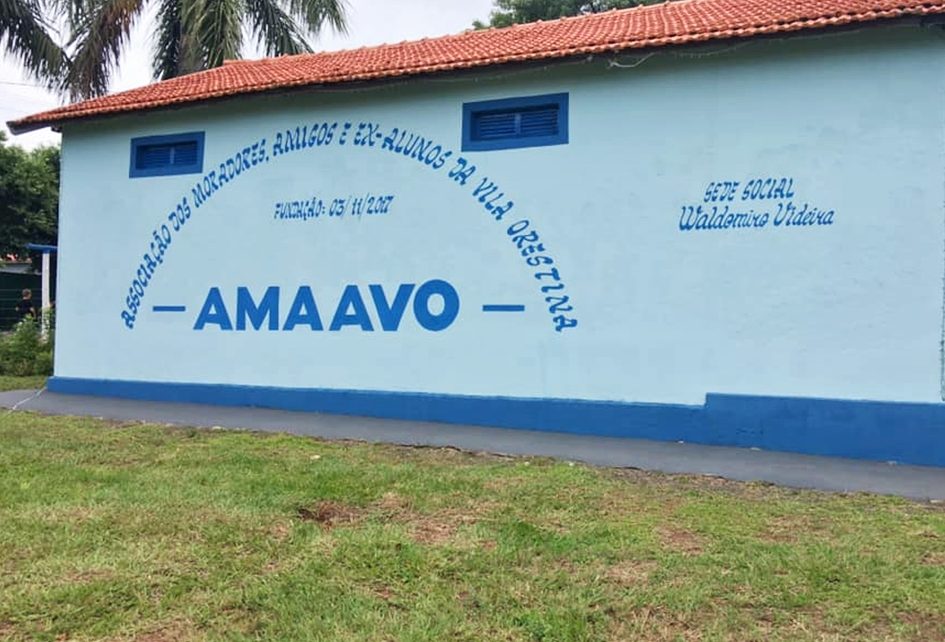 ASSOCIAÇÃO DOS MORADORES, AMIGOS E EX-ALUNOS DA VILA ORESTINA
FUNDAÇÃO: 03/11/2017
— AMAAVO —
SEDE SOCIAL
Waldomiro Videira